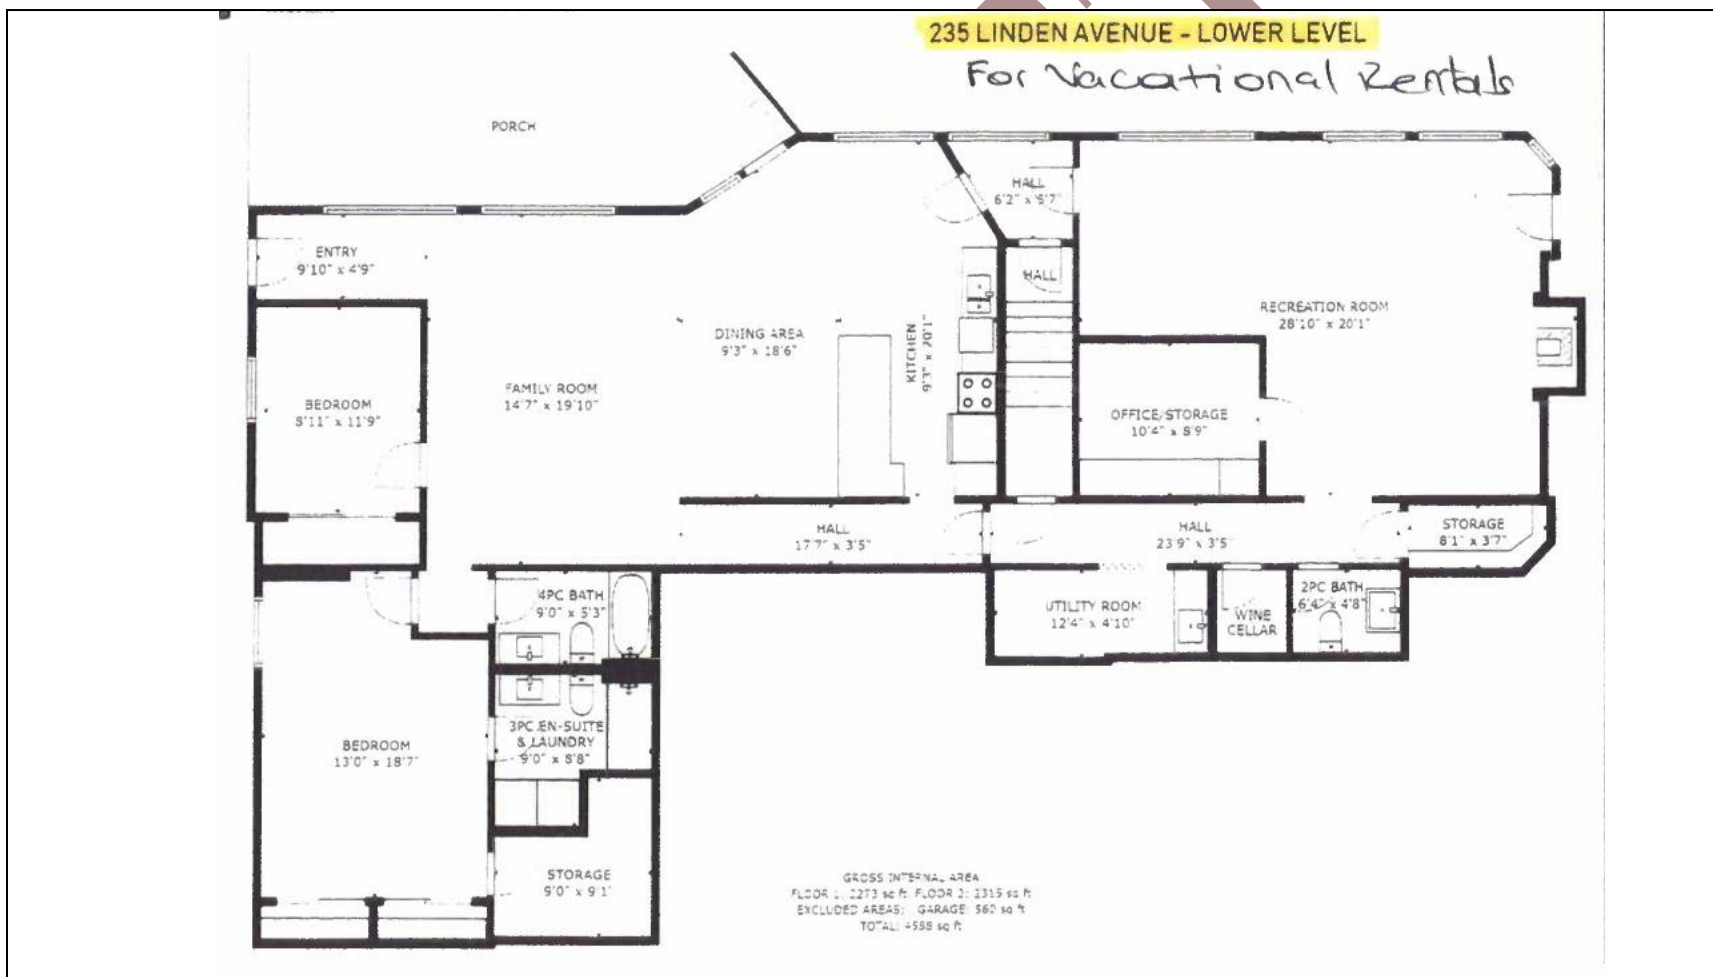 235 LINDEN AVENUE - LOWER LEVEL
For Vacational Rentals
PORCH
HALL
6'2" x 5'7"
ENTRY
9'10" x 4'9"
HALL
RECREATION ROOM
28'10" x 20'1"
DINING AREA
9'3" x 18'6"
KITCHEN
9'3" x 20'1"
FAMILY ROOM
14'7" x 19'10"
BEDROOM
8'11" x 11'9"
OFFICE/STORAGE
10'4" x 8'9"
HALL
17'7" x 3'5"
HALL
23'9" x 3'5"
STORAGE
8'1" x 3'7"
4PC BATH
9'0" x 5'3"
UTILITY ROOM
12'4" x 4'10"
WINE
CELLAR
2PC BATH
6'4" x 4'8"
3PC EN-SUITE
& LAUNDRY
9'0" x 8'8"
BEDROOM
13'0" x 18'7"
STORAGE
9'0" x 9'1"
GROSS INTERNAL AREA
FLOOR 1: 2273 sq ft FLOOR 2: 2315 sq ft
EXCLUDED AREAS: GARAGE: 560 sq ft
TOTAL: 4588 sq ft